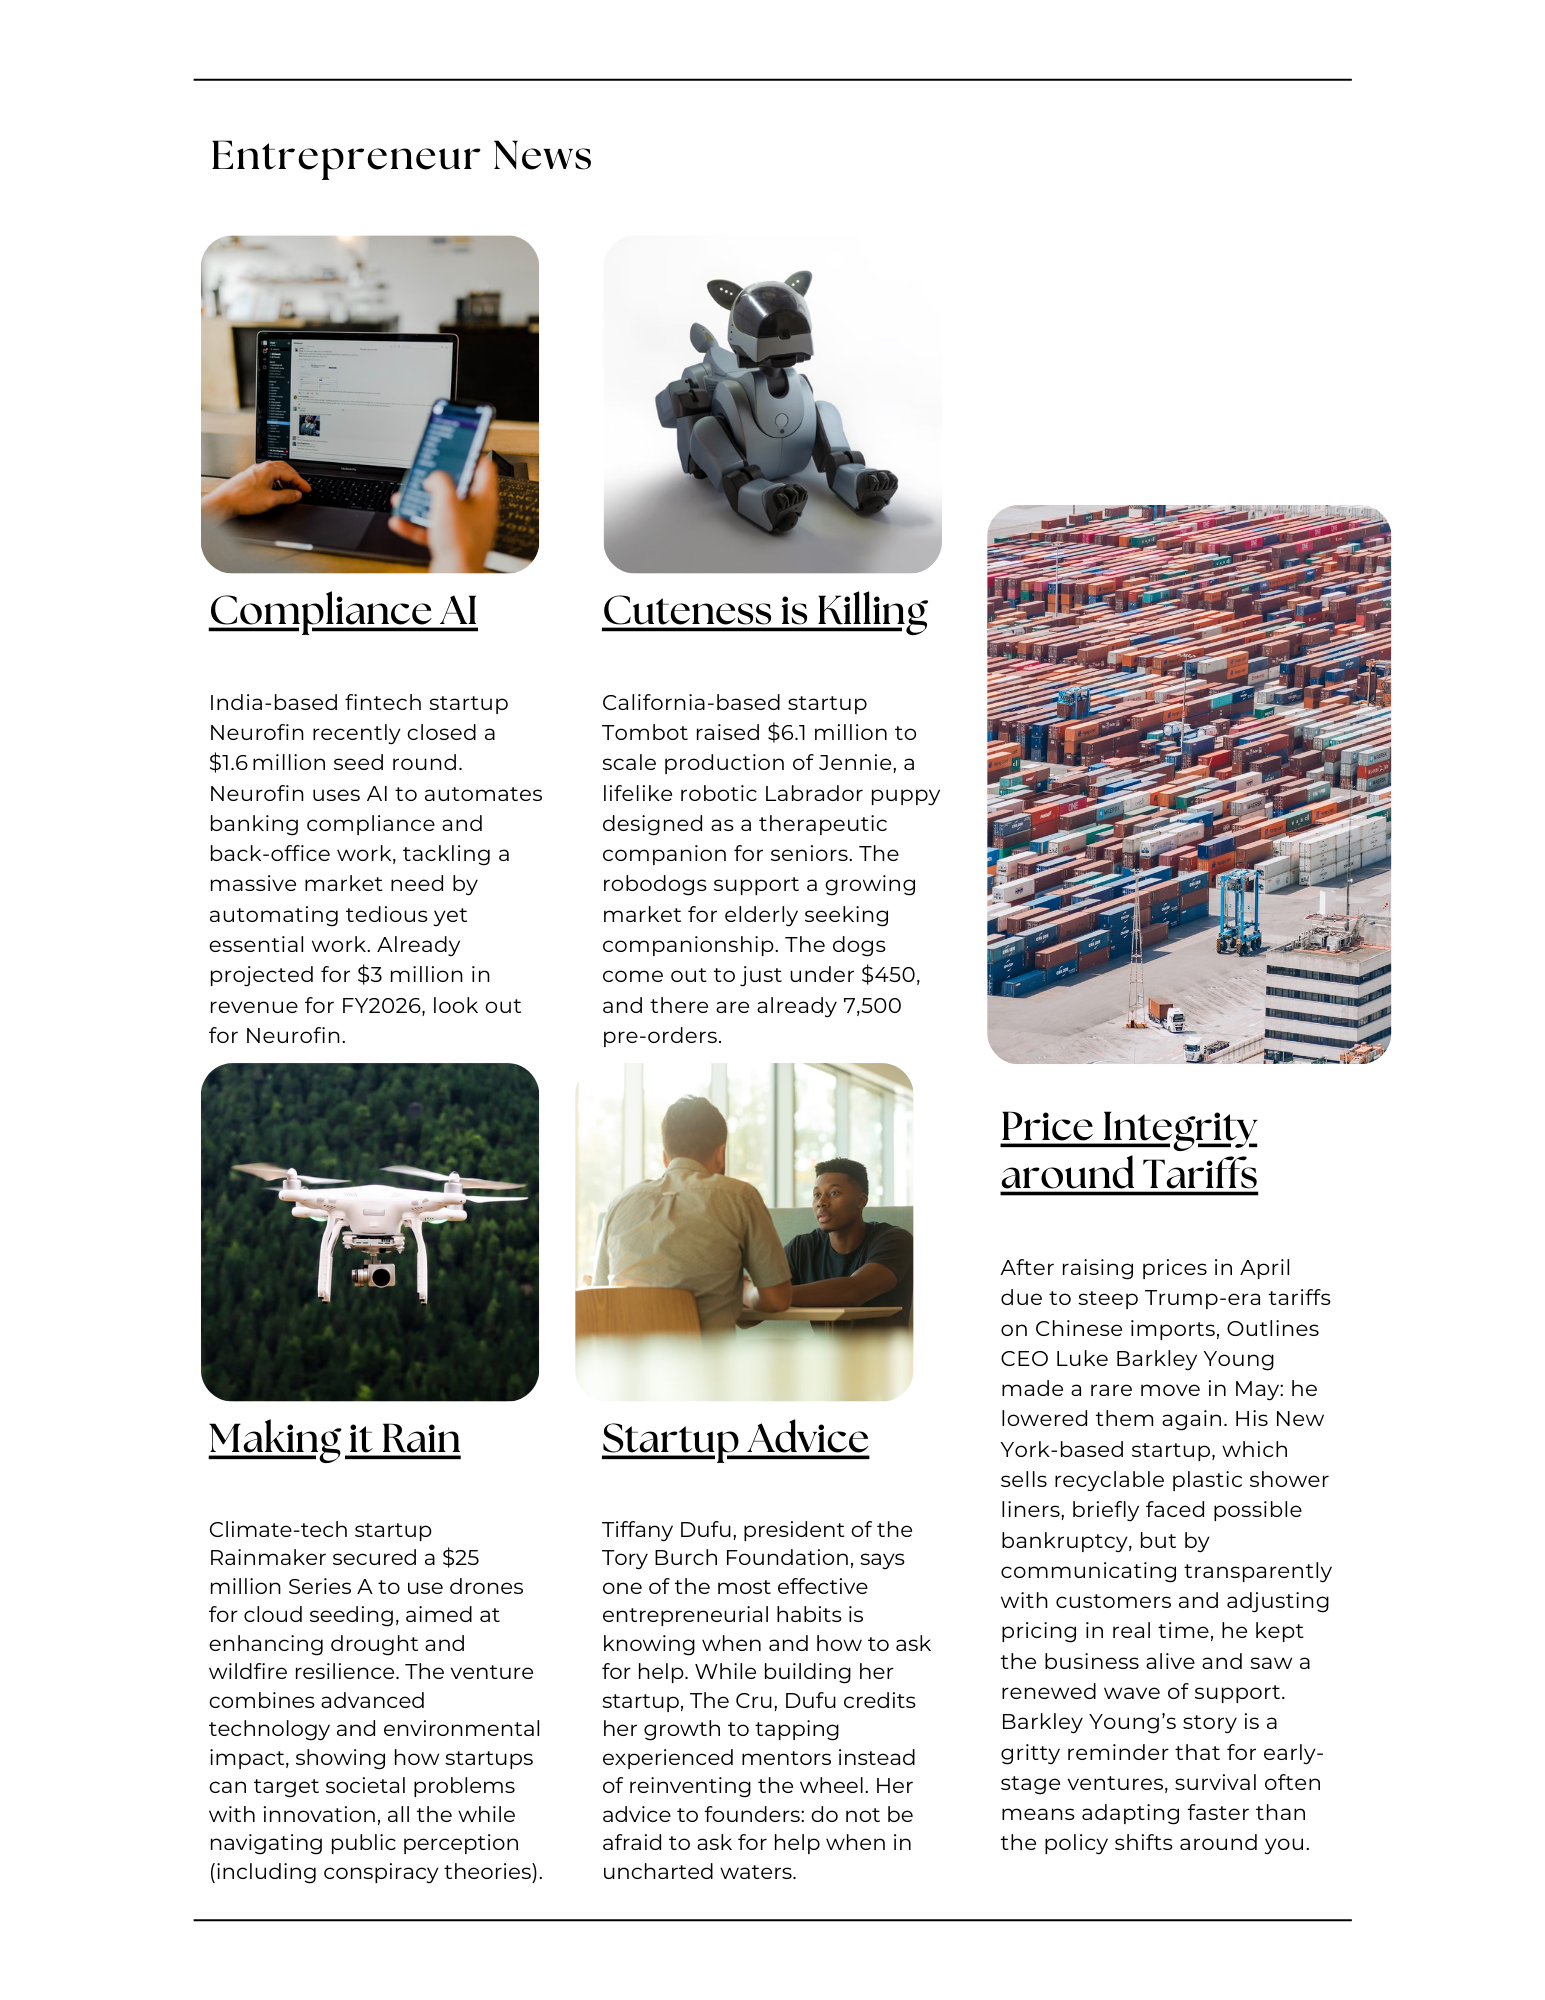 Entrepreneur News
Compliance AI
India-based fintech startup
Neurofin recently closed a
$1.6 million seed round.
Neurofin uses AI to automates
banking compliance and
back-office work, tackling a
massive market need by
automating tedious yet
essential work. Already
projected for $3 million in
revenue for FY2026, look out
for Neurofin.
Cuteness is Killing
California-based startup
Tombot raised $6.1 million to
scale production of Jennie, a
lifelike robotic Labrador puppy
designed as a therapeutic
companion for seniors. The
robodogs support a growing
market for elderly seeking
companionship. The dogs
come out to just under $450,
and there are already 7,500
pre-orders.
Making it Rain
Climate-tech startup
Rainmaker secured a $25
million Series A to use drones
for cloud seeding, aimed at
enhancing drought and
wildfire resilience. The venture
combines advanced
technology and environmental
impact, showing how startups
can target societal problems
with innovation, all the while
navigating public perception
(including conspiracy theories).
Startup Advice
Tiffany Dufu, president of the
Tory Burch Foundation, says
one of the most effective
entrepreneurial habits is
knowing when and how to ask
for help. While building her
startup, The Cru, Dufu credits
her growth to tapping
experienced mentors instead
of reinventing the wheel. Her
advice to founders: do not be
afraid to ask for help when in
uncharted waters.
Price Integrity
around Tariffs
After raising prices in April
due to steep Trump-era tariffs
on Chinese imports, Outlines
CEO Luke Barkley Young
made a rare move in May: he
lowered them again. His New
York-based startup, which
sells recyclable plastic shower
liners, briefly faced possible
bankruptcy, but by
communicating transparently
with customers and adjusting
pricing in real time, he kept
the business alive and saw a
renewed wave of support.
Barkley Young’s story is a
gritty reminder that for early-
stage ventures, survival often
means adapting faster than
the policy shifts around you.